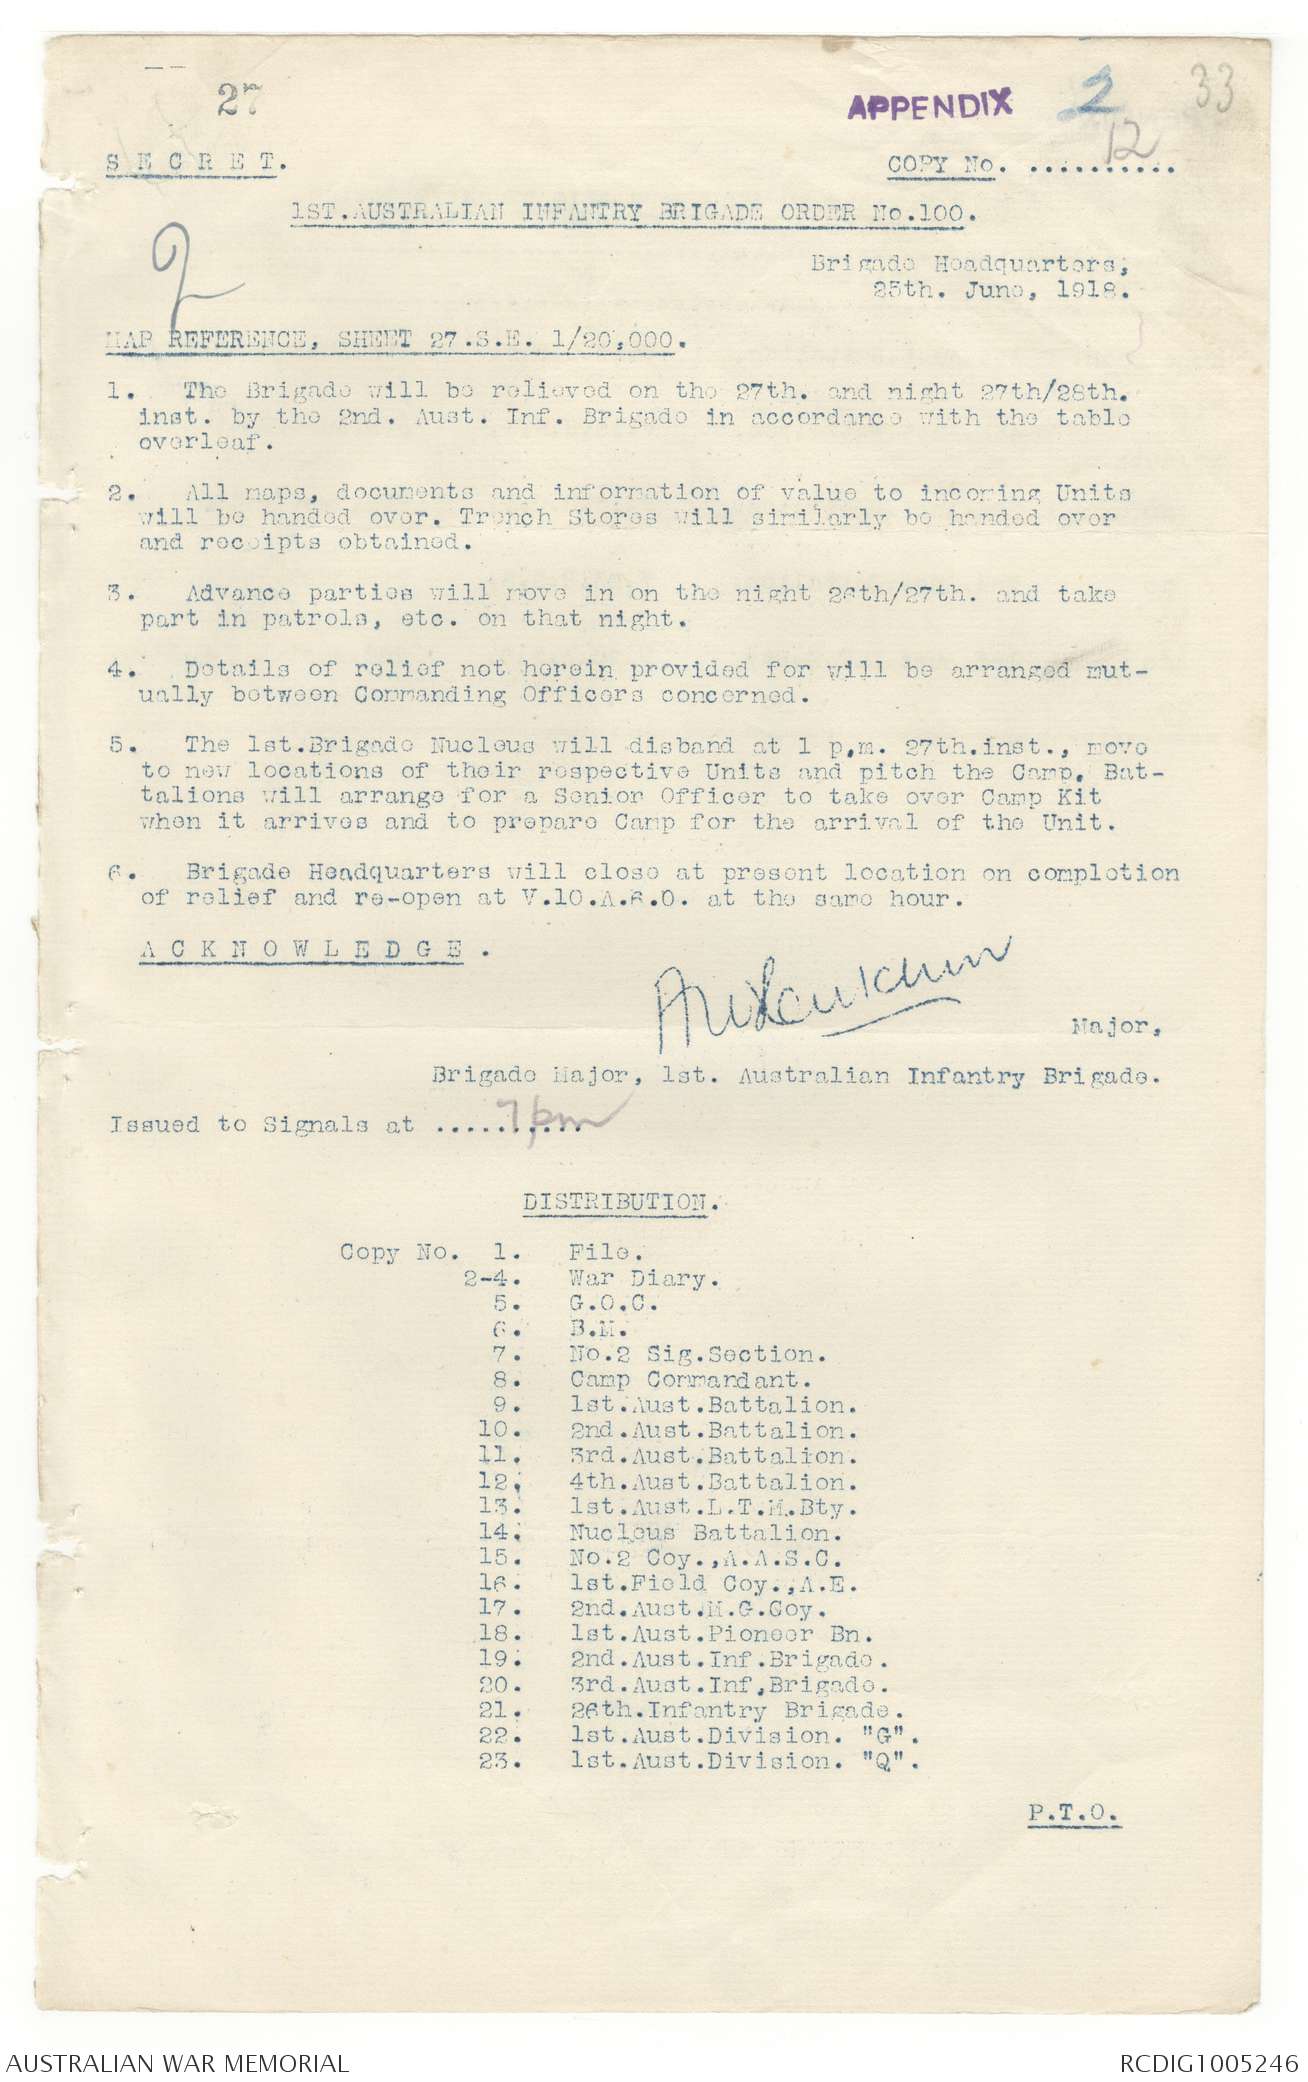 27
APPENDIX 2
33
S E C R E T.
COPY No. ..........
12
1ST.AUSTRALIAN INFANTRY BRIGADE ORDER No.100.
Brigade Headquarters,
25th. June, 1918.
2
MAP REFERENCE, SHEET 27.S.E. 1/20,000.
1. The Brigade will be relieved on the 27th. and night 27th/28th.
inst. by the 2nd. Aust. Inf. Brigade in accordance with the table
overleaf.
2. All maps, documents and information of value to incoming Units
will be handed over. Trench Stores will similarly be handed over
and receipts obtained.
3. Advance parties will move in on the night 26th/27th. and take
part in patrols, etc. on that night.
4. Details of relief not herein provided for will be arranged mut-
ually between Commanding Officers concerned.
5. The 1st.Brigade Nucleus will disband at 1 p.m. 27th.inst., move
to new locations of their respective Units and pitch the Camp. Bat-
talions will arrange for a Senior Officer to take over Camp Kit
when it arrives and to prepare Camp for the arrival of the Unit.
6. Brigade Headquarters will close at present location on completion
of relief and re-open at V.10.A.6.0. at the same hour.
A C K N O W L E D G E .
Major,
Brigade Major, 1st. Australian Infantry Brigade.
Issued to Signals at .......... 7pm
DISTRIBUTION.
Copy No. 1. File.
2-4. War Diary.
5. G.O.C.
6. B.M.
7. No.2 Sig.Section.
8. Camp Commandant.
9. 1st.Aust.Battalion.
10. 2nd.Aust.Battalion.
11. 3rd.Aust.Battalion.
12. 4th.Aust.Battalion.
13. 1st.Aust.L.T.M.Bty.
14. Nucleus Battalion.
15. No.2 Coy.,A.A.S.C.
16. 1st.Field Coy.,A.E.
17. 2nd.Aust.M.G.Coy.
18. 1st.Aust.Pioneer Bn.
19. 2nd.Aust.Inf.Brigade.
20. 3rd.Aust.Inf,Brigade.
21. 26th.Infantry Brigade.
22. 1st.Aust.Division. "G".
23. 1st.Aust.Division. "Q".
P.T.O.
AUSTRALIAN WAR MEMORIAL
RCDIG1005246